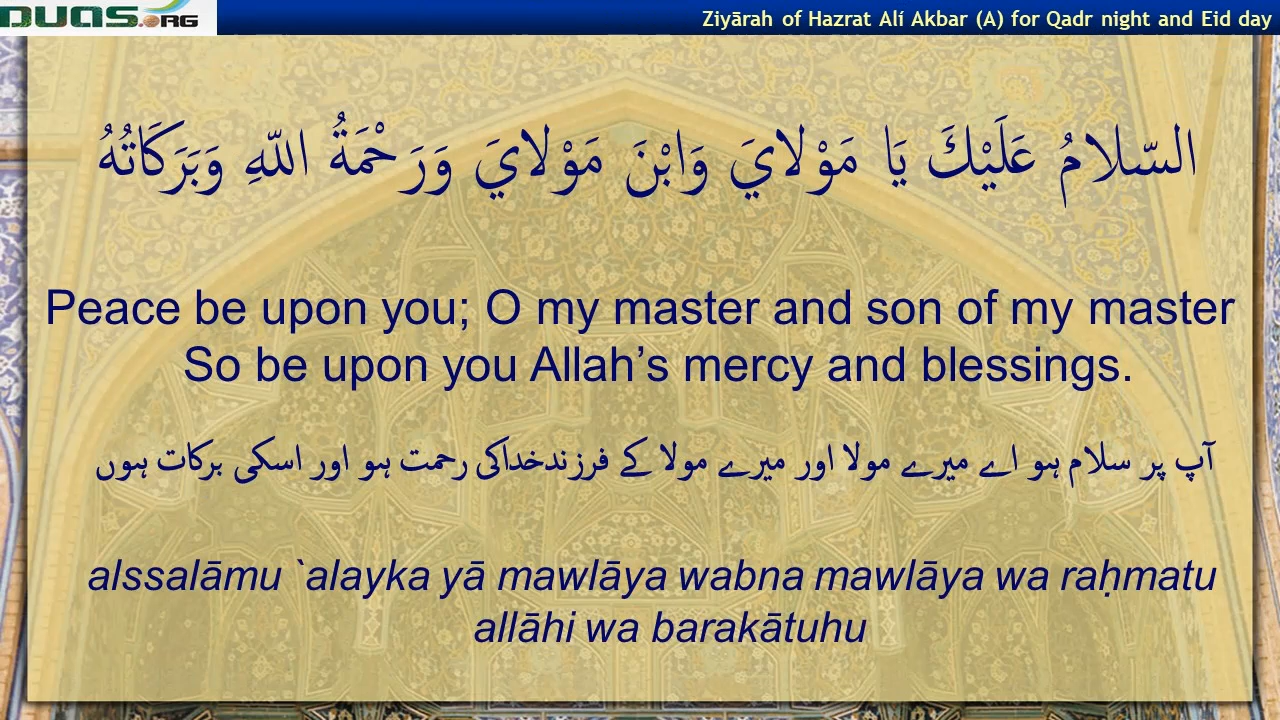 DUAS.ORG
Ziyārah of Hazrat Alí Akbar (A) for Qadr night and Eid day
السّلامُ عَلَيْكَ يَا مَوْلايَ وَابْنَ مَوْلايَ وَرَحْمَةُ اللّهِ وَبَرَكَاتُهُ
Peace be upon you; O my master and son of my master
So be upon you Allah’s mercy and blessings.
آپ پر سلام ہو اے میرے مولا اور میرے مولا کے فرزندخداکی رحمت ہو اور اسکی برکات ہوں
alssalāmu `alayka yā mawlāya wabna mawlāya wa raḥmatu
allāhi wa barakātuhu